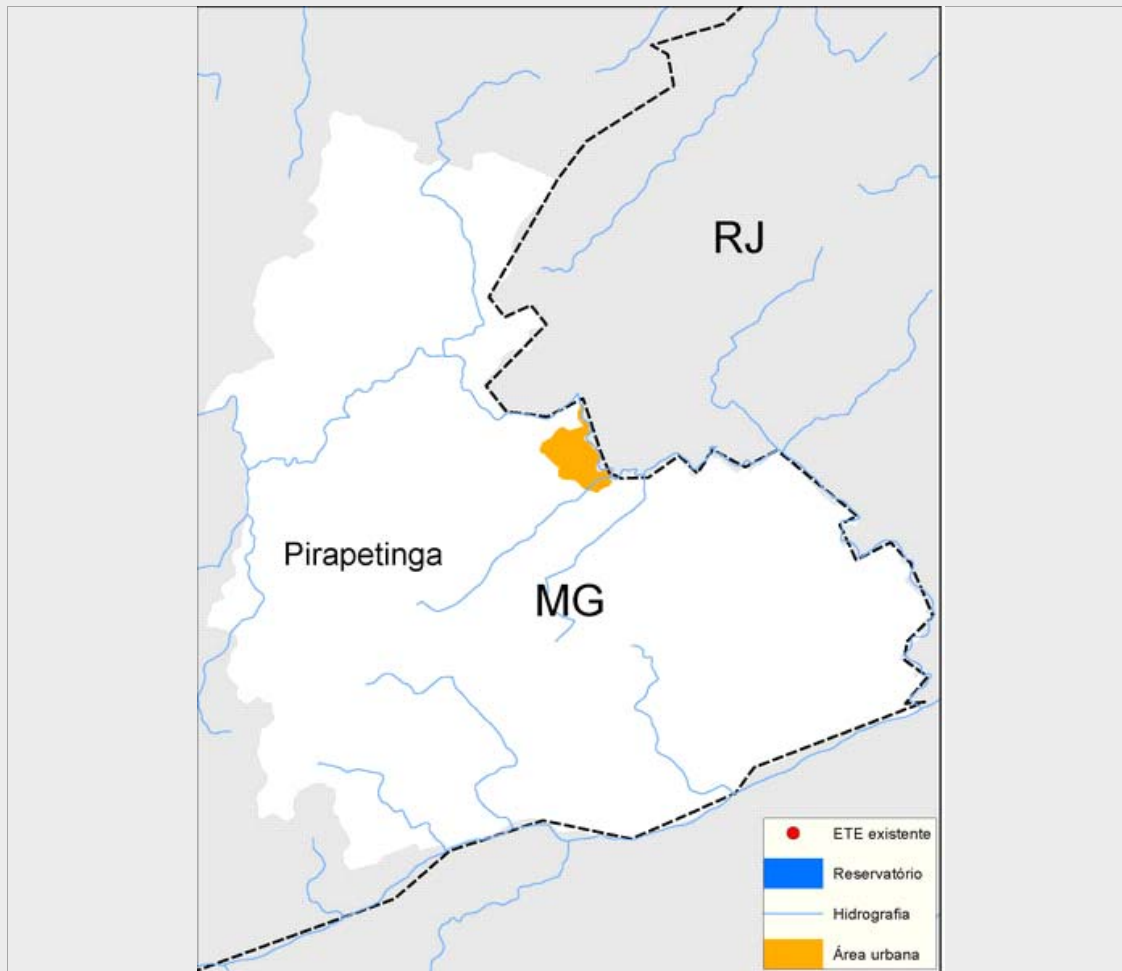 RJ
Pirapetinga
MG
ETE existente
Reservatório
Hidrografia
Área urbana